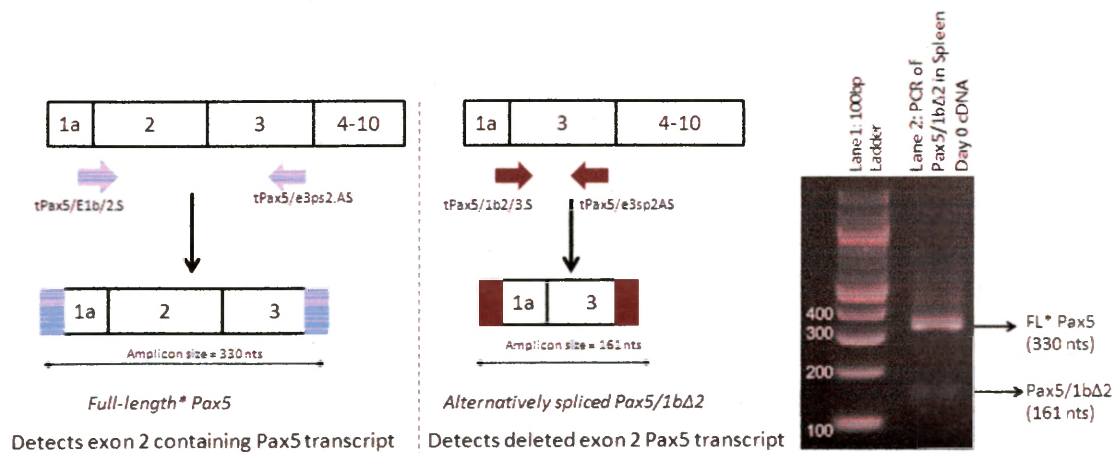 1a
2
3
4-10
tPax5/E1b/2.S
tPax5/e3ps2.AS
1a
2
3
Amplicon size = 330 nts
Full-length* Pax5
Detects exon 2 containing Pax5 transcript
1a
3
4-10
tPax5/1b2/3.S
tPax5/e3sp2AS
1a
3
Amplicon size = 161 nts
Alternatively spliced Pax5/1bΔ2
Detects deleted exon 2 Pax5 transcript
Lane 1: 100bp
Ladder
Lane 2: PCR of
Pax5/1bΔ2 in Spleen
Day 0 cDNA
400
300
200
100
FL* Pax5
(330 nts)
Pax5/1bΔ2
(161 nts)